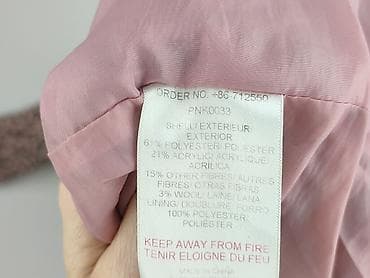 ORDER NO. +86 712550
PNK0033
SHELL/ EXTERIEUR/
EXTERIOR
61% POLYESTER/ POLYESTER
21% ACRYLIC/ ACRYLIQUE/
ACRILICA
15% OTHER FIBRES/ AUTRES
FIBRES/ OTRAS FIBRAS
3% WOOL/ LAINE/ LANA
LINING/ DOUBLURE/ FORRO
100% POLYESTER/
POLIESTER
KEEP AWAY FROM FIRE
TENIR ELOIGNE DU FEU